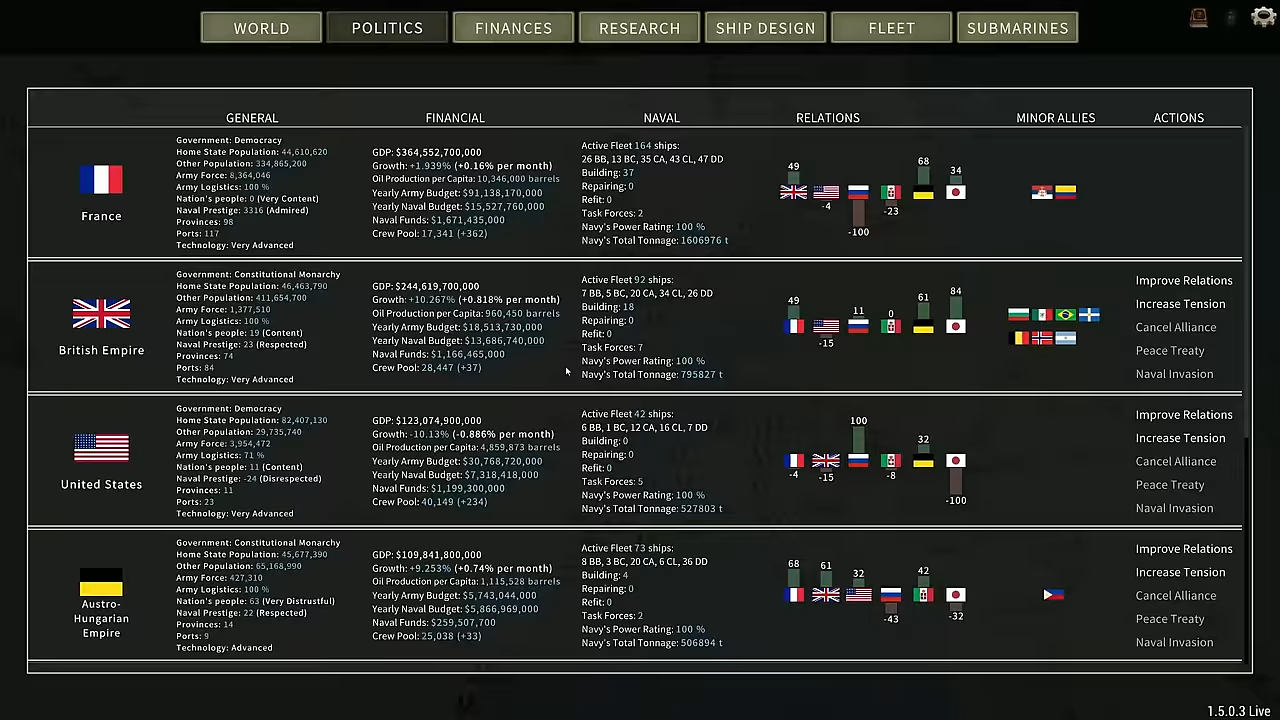 WORLD
POLITICS
FINANCES
RESEARCH
SHIP DESIGN
FLEET
SUBMARINES
GENERAL
FINANCIAL
NAVAL
RELATIONS
MINOR ALLIES
ACTIONS
France
Government: Democracy
Home State Population: 44,610,620
Other Population: 334,865,200
Army Force: 8,364,046
Army Logistics: 100 %
Nation's people: 0 (Very Content)
Naval Prestige: 3316 (Admired)
Provinces: 98
Ports: 117
Technology: Very Advanced
GDP: $364,552,700,000
Growth: +1.939% (+0.16% per month)
Oil Production per Capita: 10,346,000 barrels
Yearly Army Budget: $91,138,170,000
Yearly Naval Budget: $15,527,760,000
Naval Funds: $1,671,435,000
Crew Pool: 17,341 (+362)
Active Fleet 164 ships:
26 BB, 13 BC, 35 CA, 43 CL, 47 DD
Building: 37
Repairing: 0
Refit: 0
Task Forces: 2
Navy's Power Rating: 100 %
Navy's Total Tonnage: 1606976 t
49
-4
-100
-23
68
34
British Empire
Government: Constitutional Monarchy
Home State Population: 46,463,790
Other Population: 411,654,700
Army Force: 1,377,510
Army Logistics: 100 %
Nation's people: 19 (Content)
Naval Prestige: 23 (Respected)
Provinces: 74
Ports: 84
Technology: Very Advanced
GDP: $244,619,700,000
Growth: +10.267% (+0.818% per month)
Oil Production per Capita: 960,450 barrels
Yearly Army Budget: $18,513,730,000
Yearly Naval Budget: $13,686,740,000
Naval Funds: $1,166,465,000
Crew Pool: 28,447 (+37)
Active Fleet 92 ships:
7 BB, 5 BC, 20 CA, 34 CL, 26 DD
Building: 18
Repairing: 0
Refit: 0
Task Forces: 7
Navy's Power Rating: 100 %
Navy's Total Tonnage: 795827 t
49
-15
11
0
61
84
Improve Relations
Increase Tension
Cancel Alliance
Peace Treaty
Naval Invasion
United States
Government: Democracy
Home State Population: 82,407,130
Other Population: 29,735,740
Army Force: 3,954,472
Army Logistics: 71 %
Nation's people: 11 (Content)
Naval Prestige: -24 (Disrespected)
Provinces: 11
Ports: 23
Technology: Very Advanced
GDP: $123,074,900,000
Growth: -10.13% (-0.886% per month)
Oil Production per Capita: 4,859,873 barrels
Yearly Army Budget: $30,768,720,000
Yearly Naval Budget: $7,318,418,000
Naval Funds: $1,199,300,000
Crew Pool: 40,149 (+234)
Active Fleet 42 ships:
6 BB, 1 BC, 12 CA, 16 CL, 7 DD
Building: 0
Repairing: 0
Refit: 0
Task Forces: 5
Navy's Power Rating: 100 %
Navy's Total Tonnage: 527803 t
-4
-15
100
-8
32
-100
Improve Relations
Increase Tension
Cancel Alliance
Peace Treaty
Naval Invasion
Austro-
Hungarian
Empire
Government: Constitutional Monarchy
Home State Population: 45,677,390
Other Population: 65,168,990
Army Force: 427,310
Army Logistics: 100 %
Nation's people: 63 (Very Distrustful)
Naval Prestige: 22 (Respected)
Provinces: 14
Ports: 9
Technology: Advanced
GDP: $109,841,800,000
Growth: +9.253% (+0.74% per month)
Oil Production per Capita: 1,115,528 barrels
Yearly Army Budget: $5,743,044,000
Yearly Naval Budget: $5,866,969,000
Naval Funds: $259,507,700
Crew Pool: 25,038 (+33)
Active Fleet 73 ships:
8 BB, 3 BC, 20 CA, 6 CL, 36 DD
Building: 4
Repairing: 0
Refit: 0
Task Forces: 2
Navy's Power Rating: 100 %
Navy's Total Tonnage: 506894 t
68
61
32
-43
42
-32
Improve Relations
Increase Tension
Cancel Alliance
Peace Treaty
Naval Invasion
1.5.0.3 Live